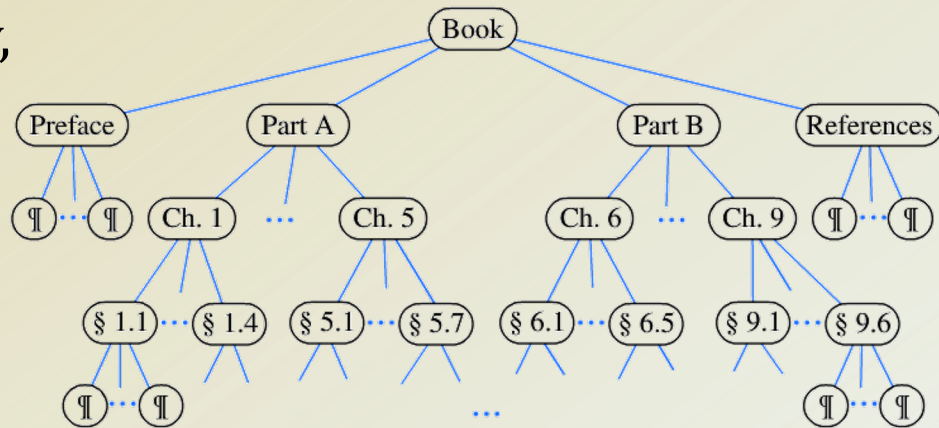 Book
Preface Part A Part B References
¶ ... ¶ Ch. 1 ... Ch. 5 Ch. 6 ... Ch. 9 ¶ ... ¶
§ 1.1 ... § 1.4 § 5.1 ... § 5.7 § 6.1 ... § 6.5 § 9.1 ... § 9.6
¶ ... ¶ ... ¶ ... ¶